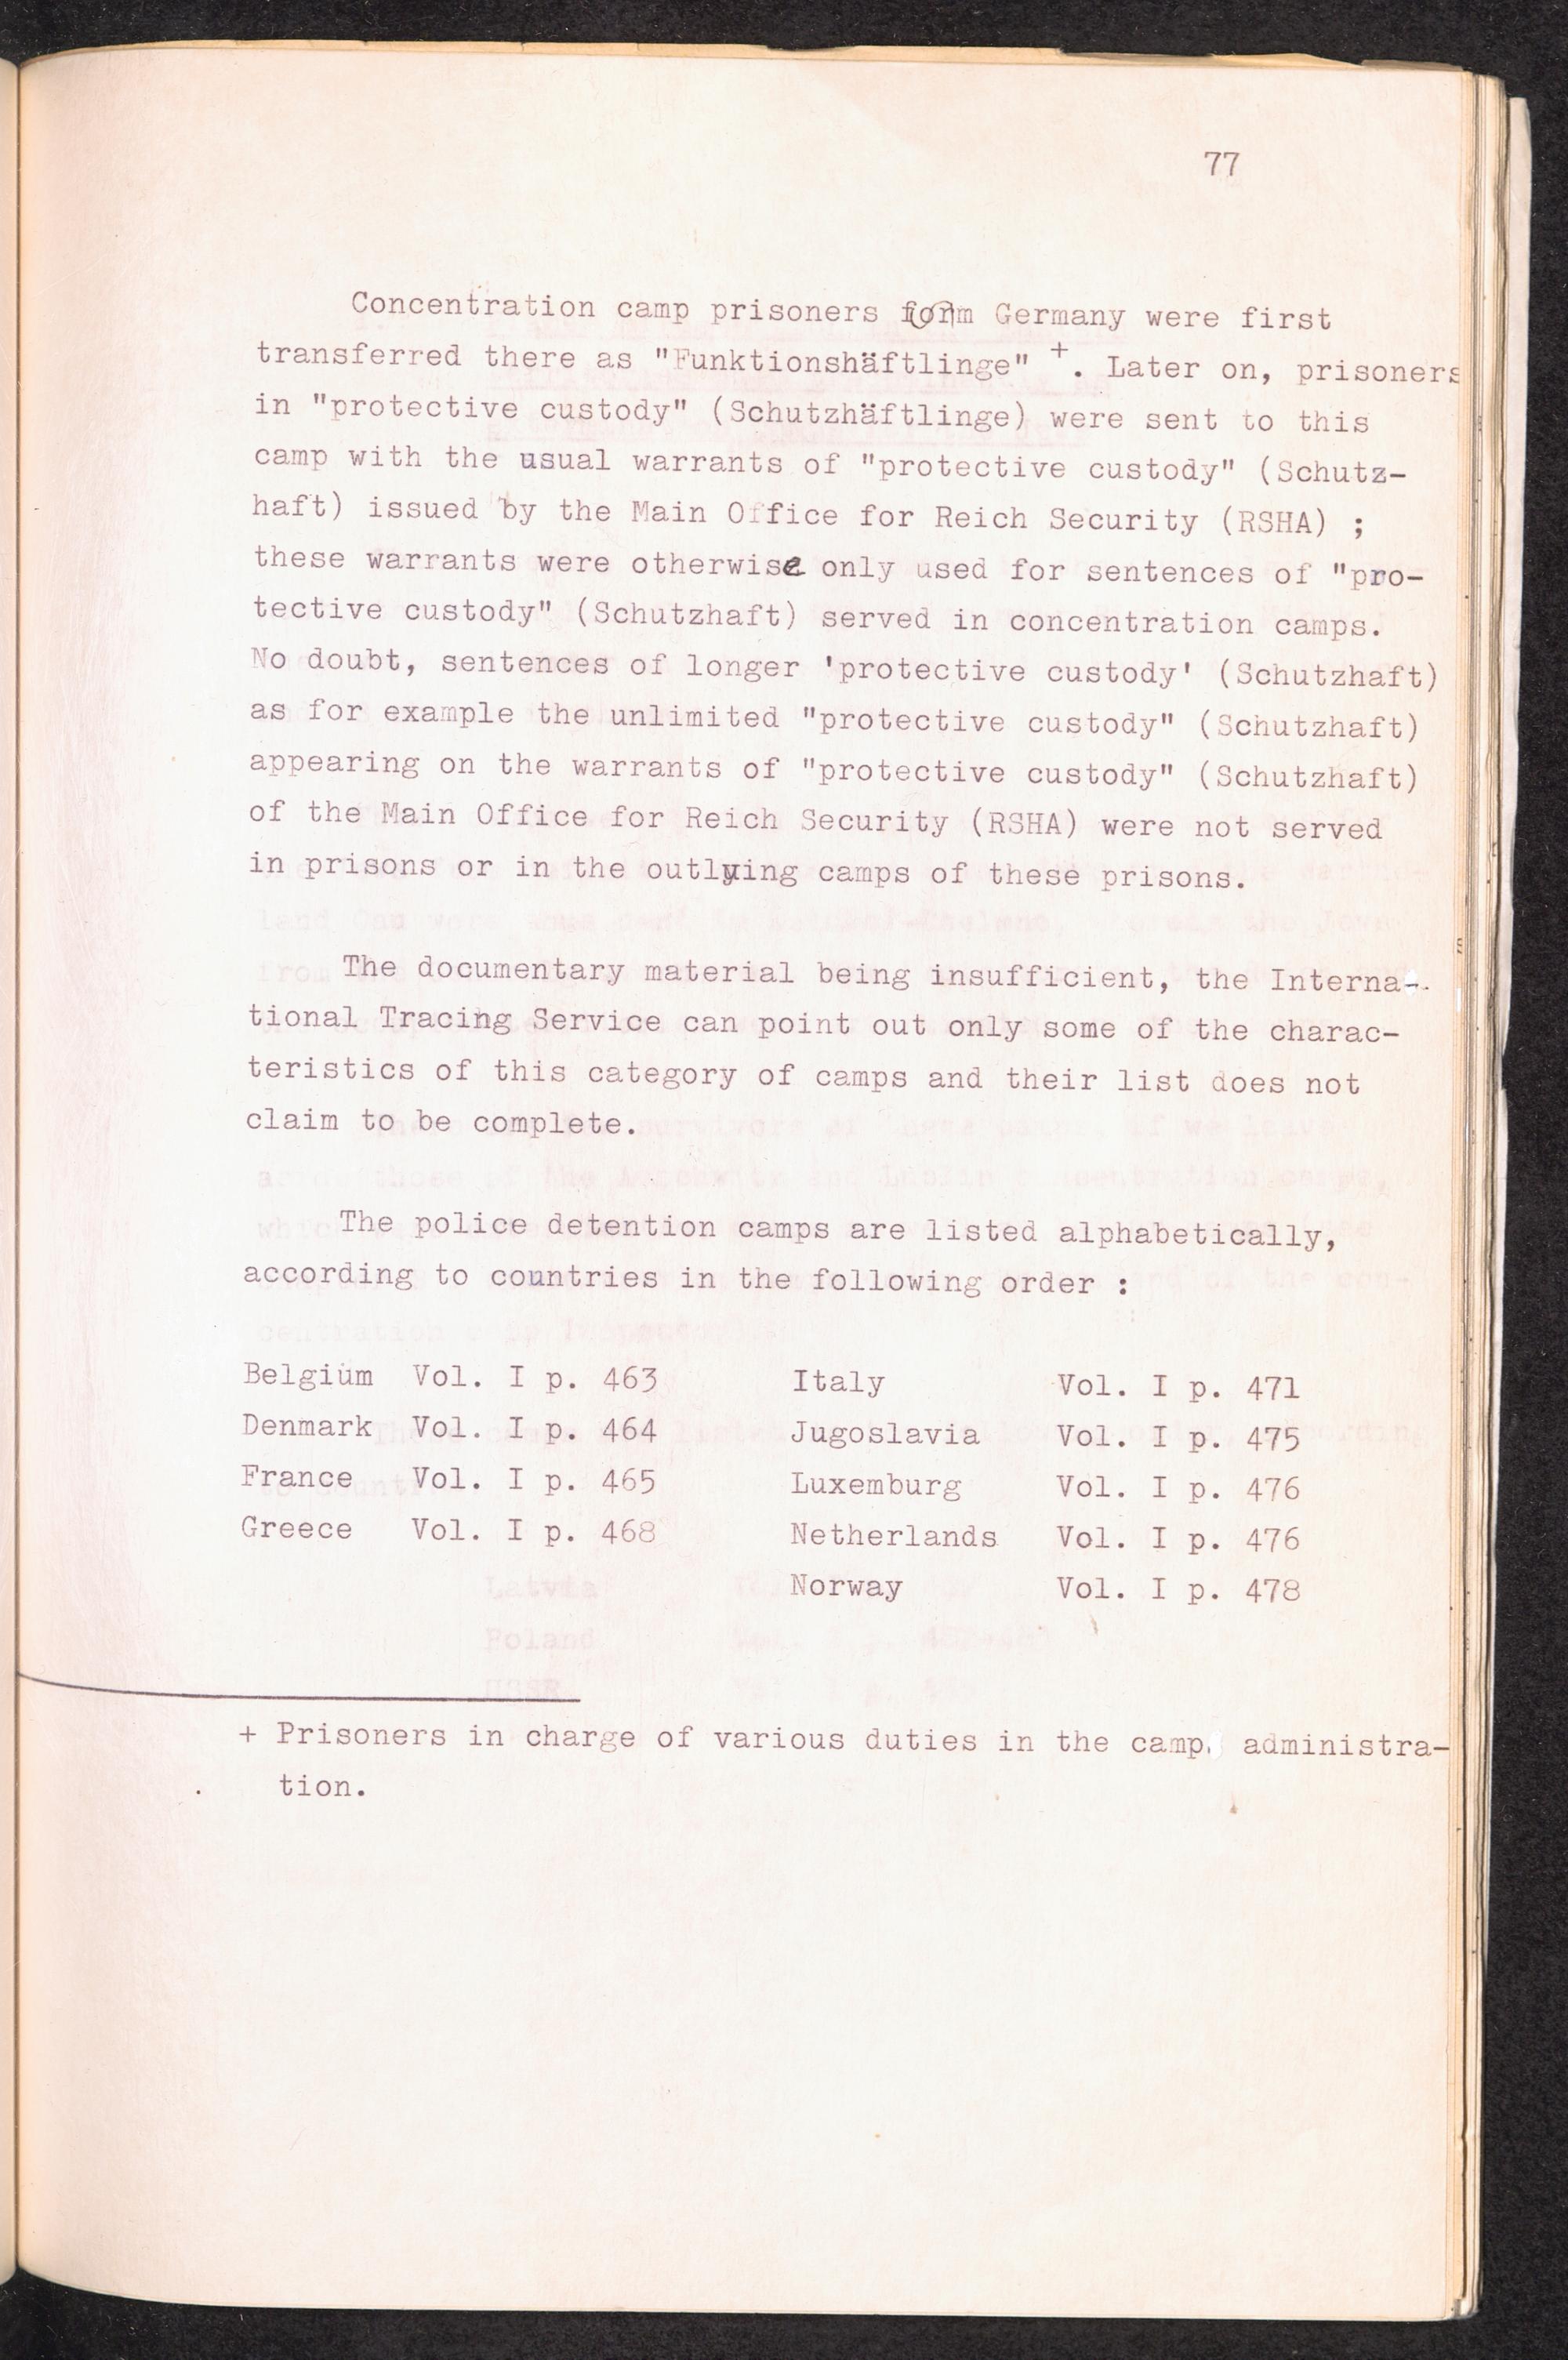 77
Concentration camp prisoners form Germany were first
transferred there as "Funktionshäftlinge" +. Later on, prisoners
in "protective custody" (Schutzhäftlinge) were sent to this
camp with the usual warrants of "protective custody" (Schutz-
haft) issued by the Main Office for Reich Security (RSHA) ;
these warrants were otherwise only used for sentences of "pro-
tective custody" (Schutzhaft) served in concentration camps.
No doubt, sentences of longer 'protective custody' (Schutzhaft)
as for example the unlimited "protective custody" (Schutzhaft)
appearing on the warrants of "protective custody" (Schutzhaft)
of the Main Office for Reich Security (RSHA) were not served
in prisons or in the outlying camps of these prisons.
The documentary material being insufficient, the Interna-
tional Tracing Service can point out only some of the charac-
teristics of this category of camps and their list does not
claim to be complete.
The police detention camps are listed alphabetically,
according to countries in the following order :
Belgium Vol. I p. 463 Italy Vol. I p. 471
Denmark Vol. I p. 464 Jugoslavia Vol. I p. 475
France Vol. I p. 465 Luxemburg Vol. I p. 476
Greece Vol. I p. 468 Netherlands Vol. I p. 476
Norway Vol. I p. 478
+ Prisoners in charge of various duties in the camp administra-
tion.